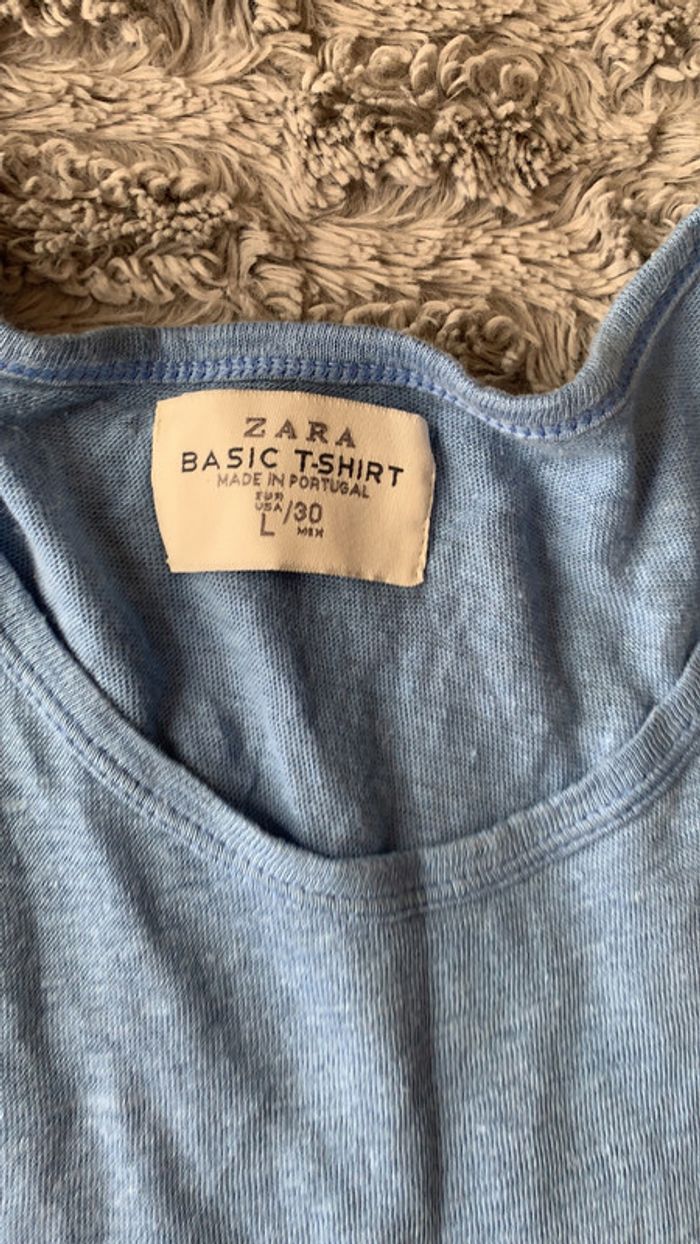 ZARA
BASIC T-SHIRT
MADE IN PORTUGAL
EUR
USA
L /30
MEX